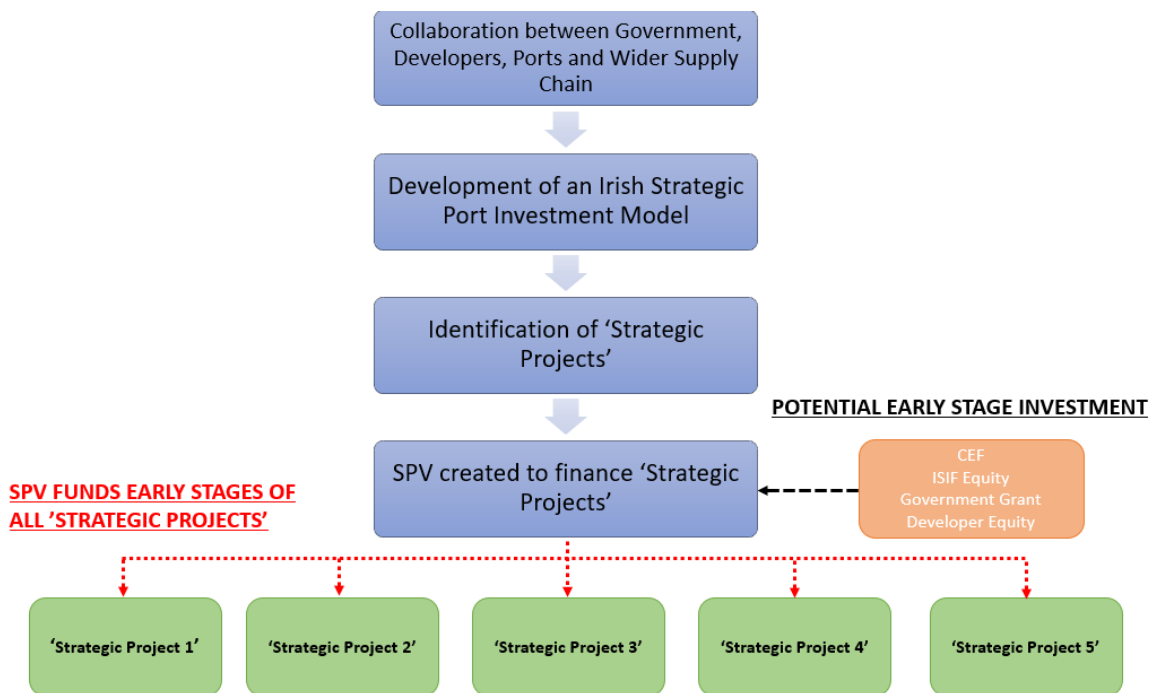 Collaboration between Government,
Developers, Ports and Wider Supply
Chain
Development of an Irish Strategic
Port Investment Model
Identification of ‘Strategic
Projects’
POTENTIAL EARLY STAGE INVESTMENT
SPV created to finance ‘Strategic
Projects’
CEF
ISIF Equity
Government Grant
Developer Equity
SPV FUNDS EARLY STAGES OF
ALL ’STRATEGIC PROJECTS’
‘Strategic Project 1’
‘Strategic Project 2’
‘Strategic Project 3’
‘Strategic Project 4’
‘Strategic Project 5’